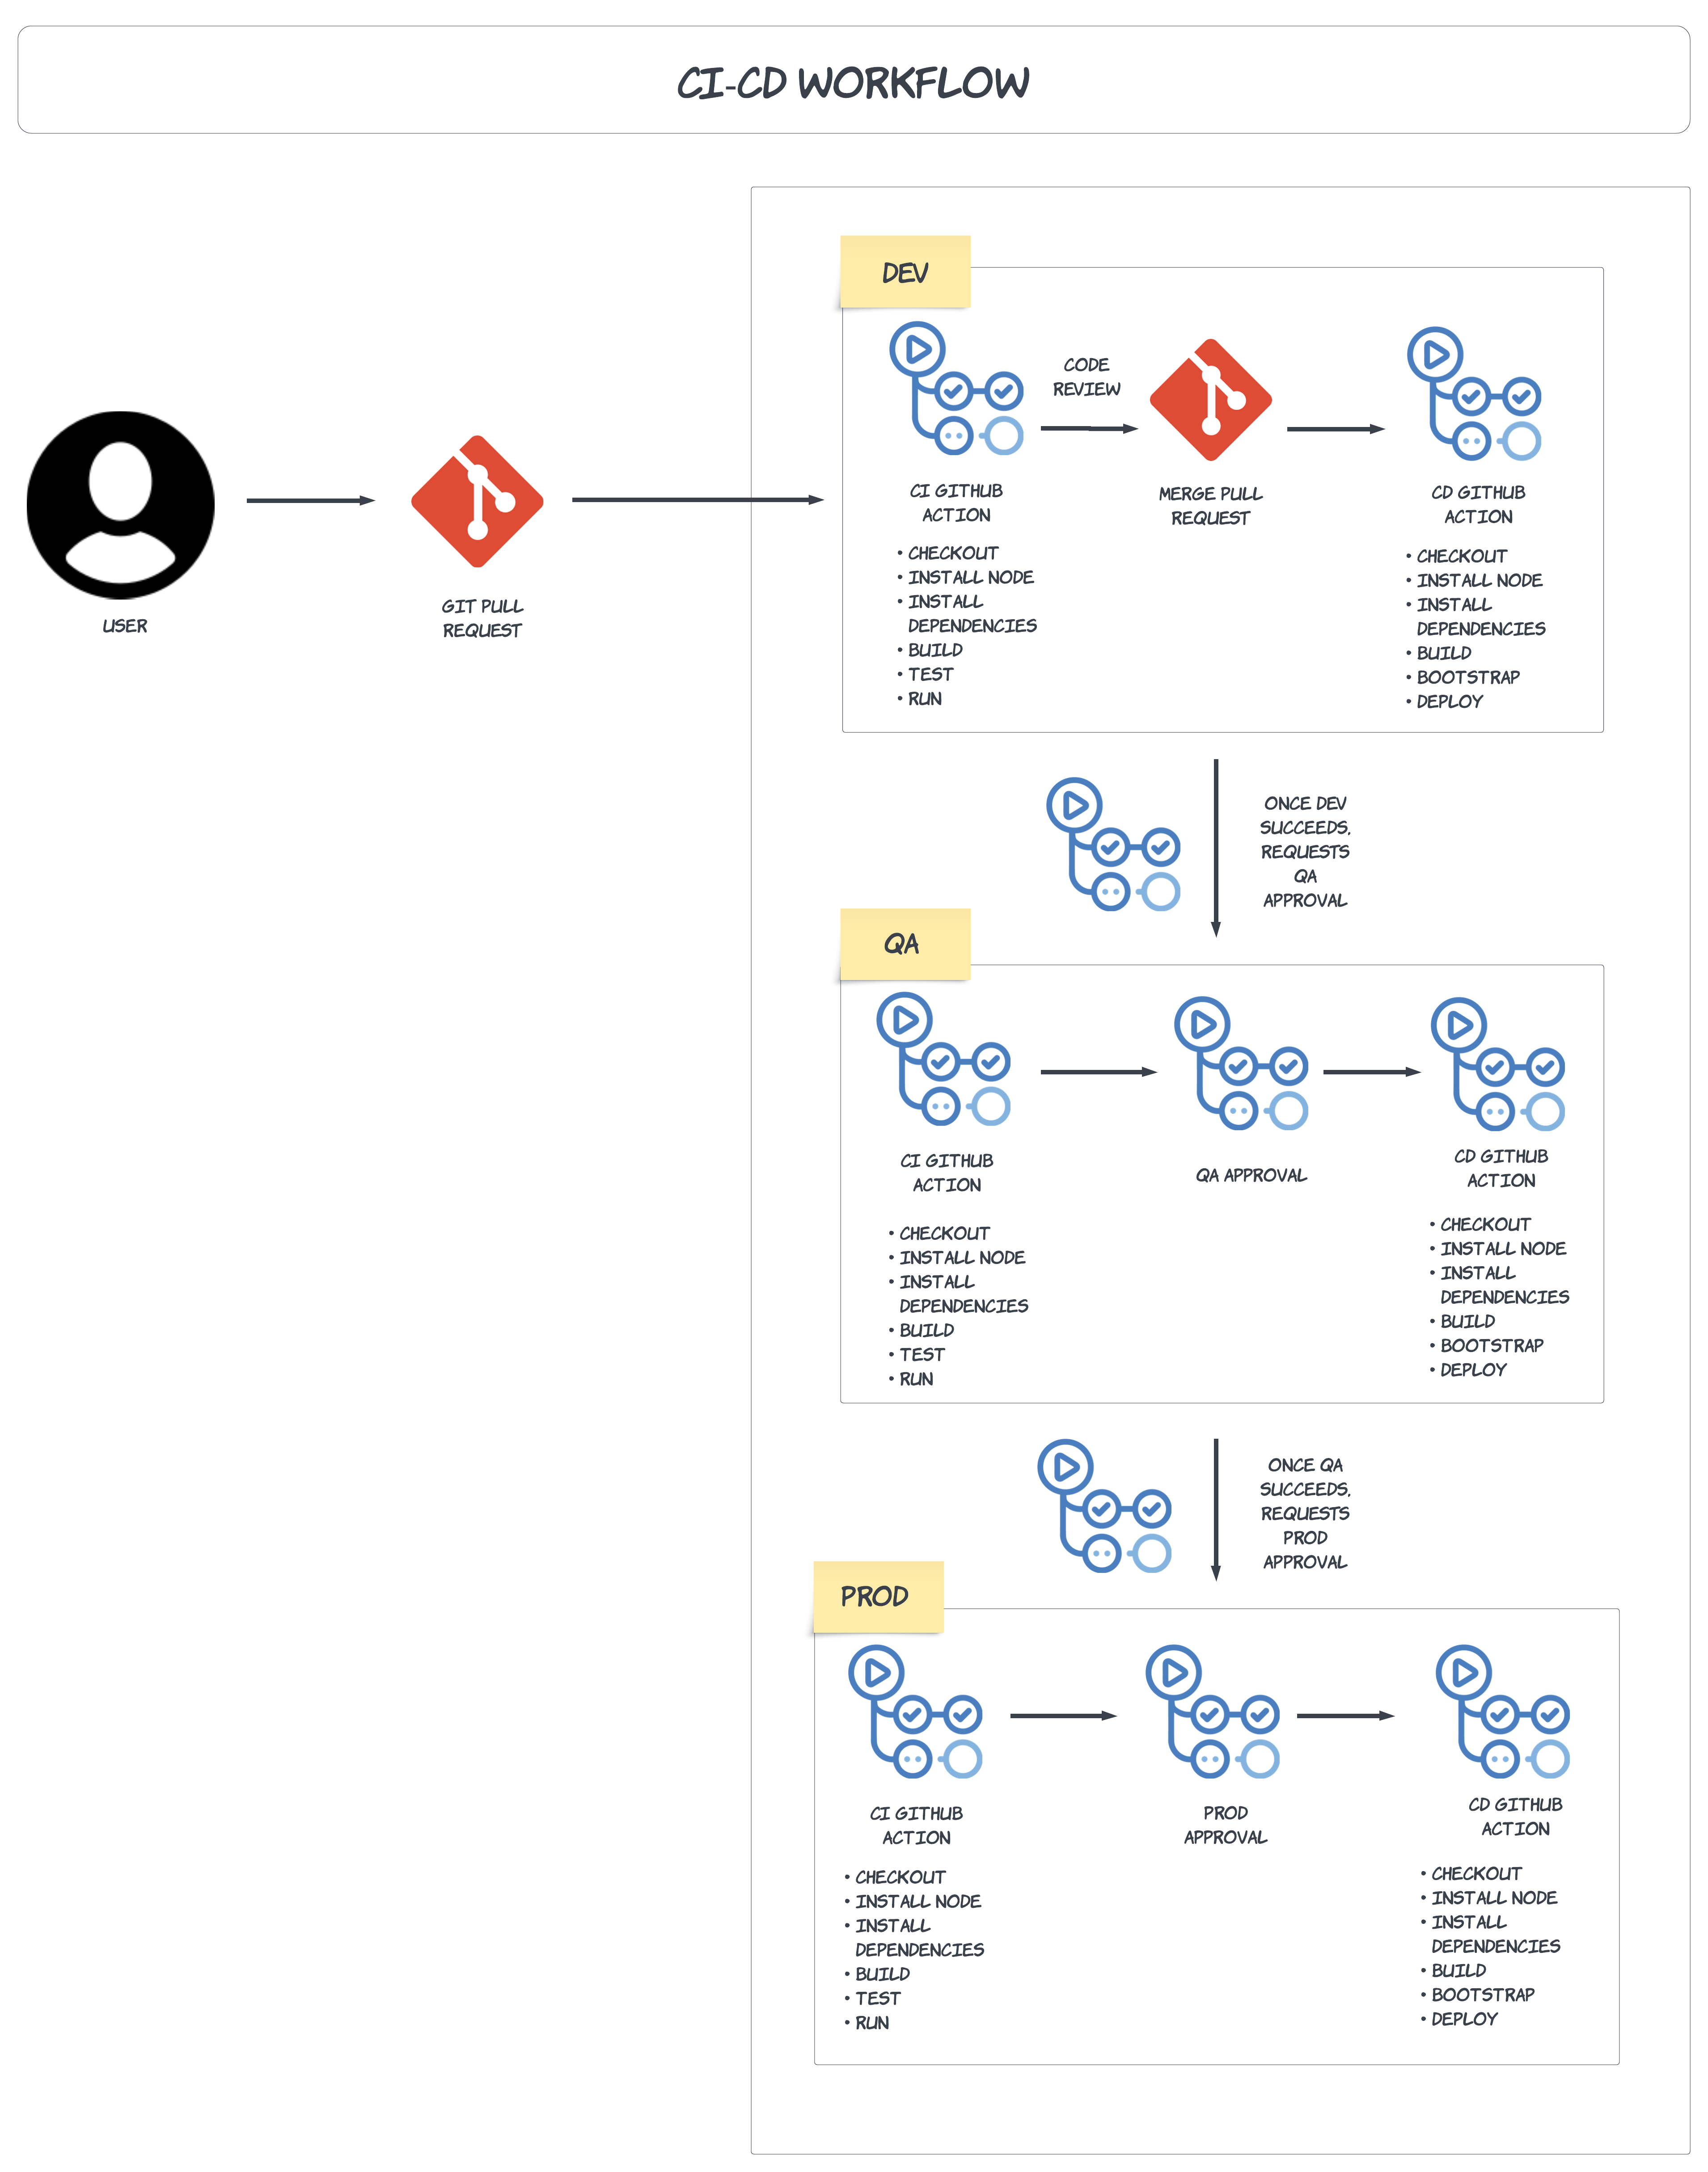 CI-CD WORKFLOW
USER
GIT PULL
REQUEST
DEV
CI GITHUB
ACTION
• CHECKOUT
• INSTALL NODE
• INSTALL
DEPENDENCIES
• BUILD
• TEST
• RUN
CODE
REVIEW
MERGE PULL
REQUEST
CD GITHUB
ACTION
• CHECKOUT
• INSTALL NODE
• INSTALL
DEPENDENCIES
• BUILD
• BOOTSTRAP
• DEPLOY
ONCE DEV
SUCCEEDS,
REQUESTS
QA
APPROVAL
QA
CI GITHUB
ACTION
• CHECKOUT
• INSTALL NODE
• INSTALL
DEPENDENCIES
• BUILD
• TEST
• RUN
QA APPROVAL
CD GITHUB
ACTION
• CHECKOUT
• INSTALL NODE
• INSTALL
DEPENDENCIES
• BUILD
• BOOTSTRAP
• DEPLOY
ONCE QA
SUCCEEDS,
REQUESTS
PROD
APPROVAL
PROD
CI GITHUB
ACTION
• CHECKOUT
• INSTALL NODE
• INSTALL
DEPENDENCIES
• BUILD
• TEST
• RUN
PROD
APPROVAL
CD GITHUB
ACTION
• CHECKOUT
• INSTALL NODE
• INSTALL
DEPENDENCIES
• BUILD
• BOOTSTRAP
• DEPLOY